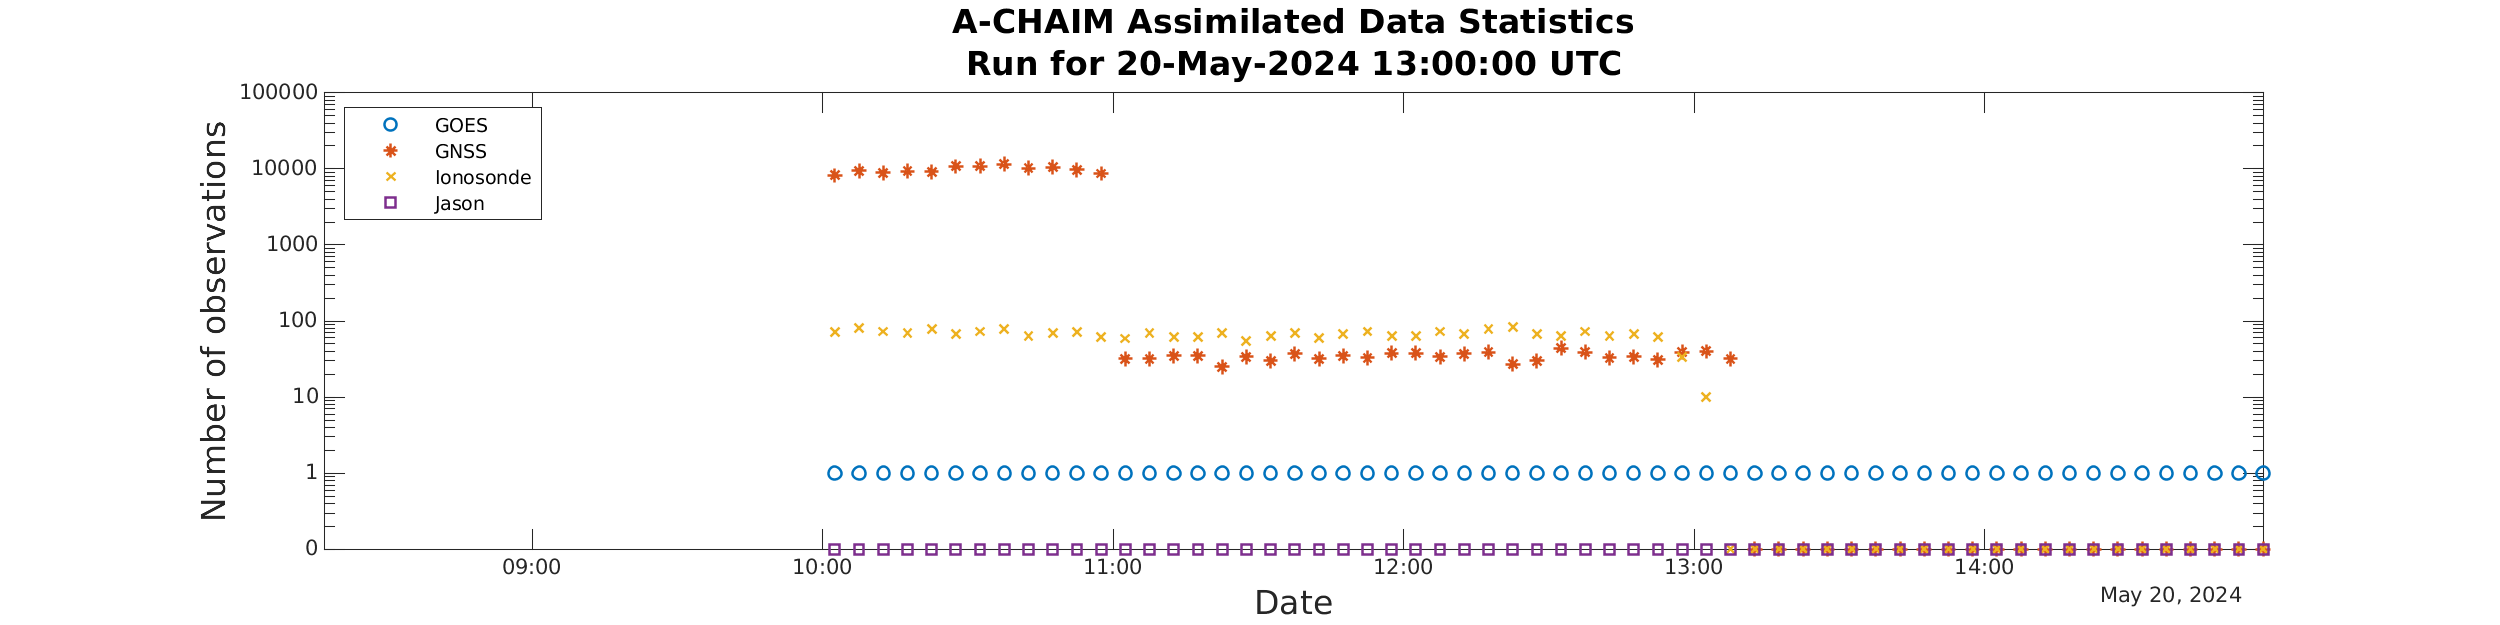 A-CHAIM Assimilated Data Statistics
Run for 20-May-2024 13:00:00 UTC
Number of observations
100000
10000
1000
100
10
1
0
GOES
GNSS
Ionosonde
Jason
09:00 10:00 11:00 12:00 13:00 14:00
Date
May 20, 2024